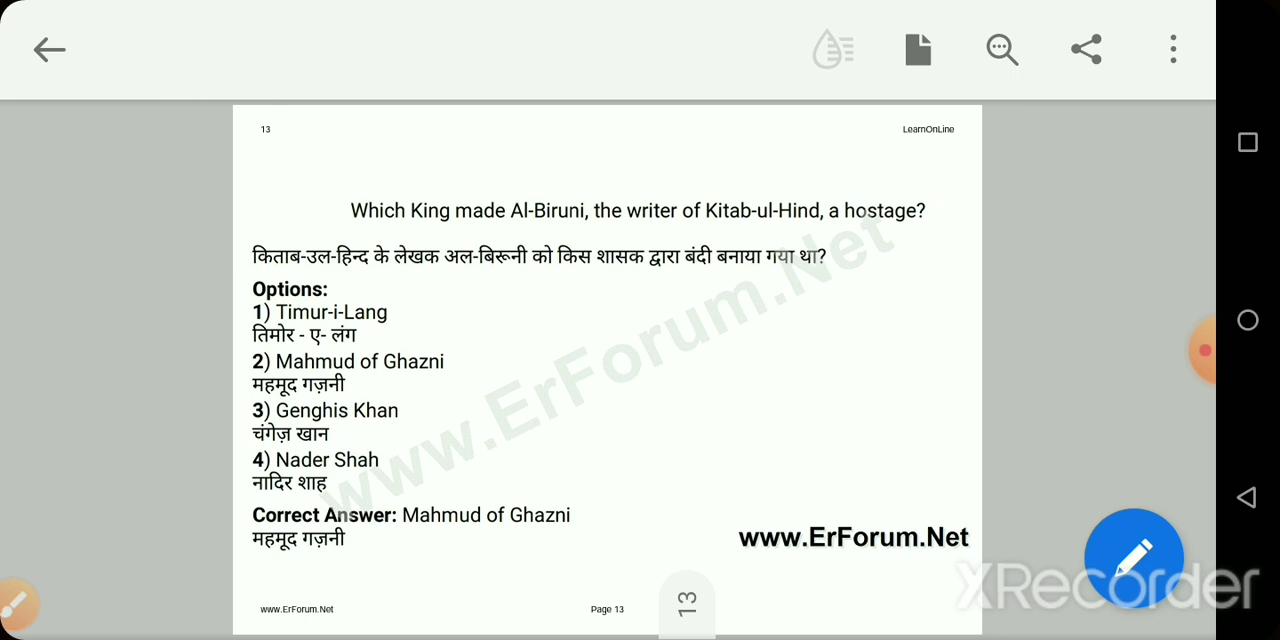 13
LearnOnLine
Which King made Al-Biruni, the writer of Kitab-ul-Hind, a hostage?
किताब-उल-हिन्द के लेखक अल-बिरूनी को किस शासक द्वारा बंदी बनाया गया था?
Options:
1) Timur-i-Lang
तिमोर - ए- लंग
2) Mahmud of Ghazni
महमूद गज़नी
3) Genghis Khan
चंगेज़ खान
4) Nader Shah
नादिर शाह
Correct Answer: Mahmud of Ghazni
महमूद गज़नी
www.ErForum.Net
www.ErForum.Net
www.ErForum.Net
Page 13
13
XRecorder